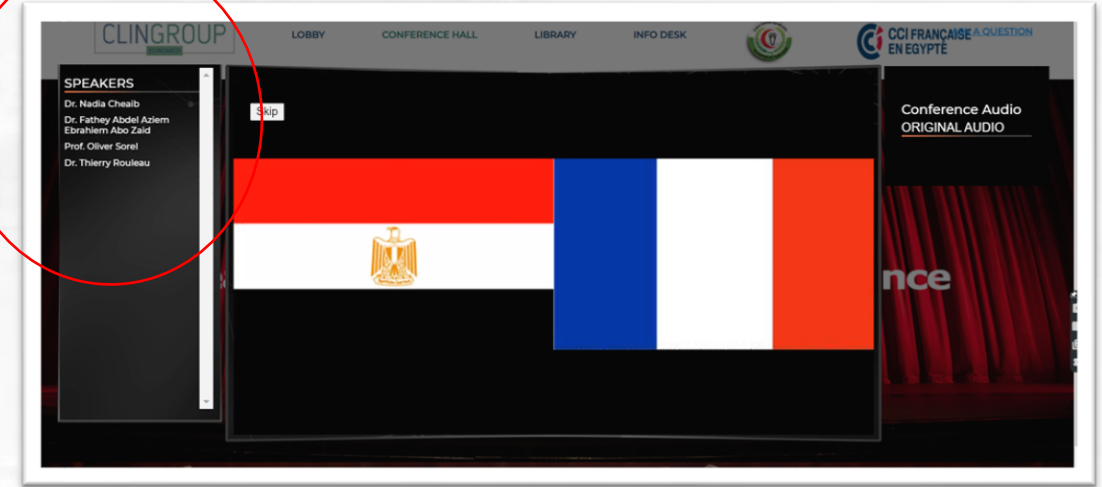 CLINGROUP
LOBBY
CONFERENCE HALL
LIBRARY
INFO DESK
CCI FRANÇAISE
EN EGYPTE
A QUESTION
SPEAKERS
Dr. Nadia Cheaib
Dr. Fathey Abdel Aziem
Ebrahiem Abo Zaid
Prof. Oliver Sorel
Dr. Thierry Rouleau
Skip
Conference Audio
ORIGINAL AUDIO
nce